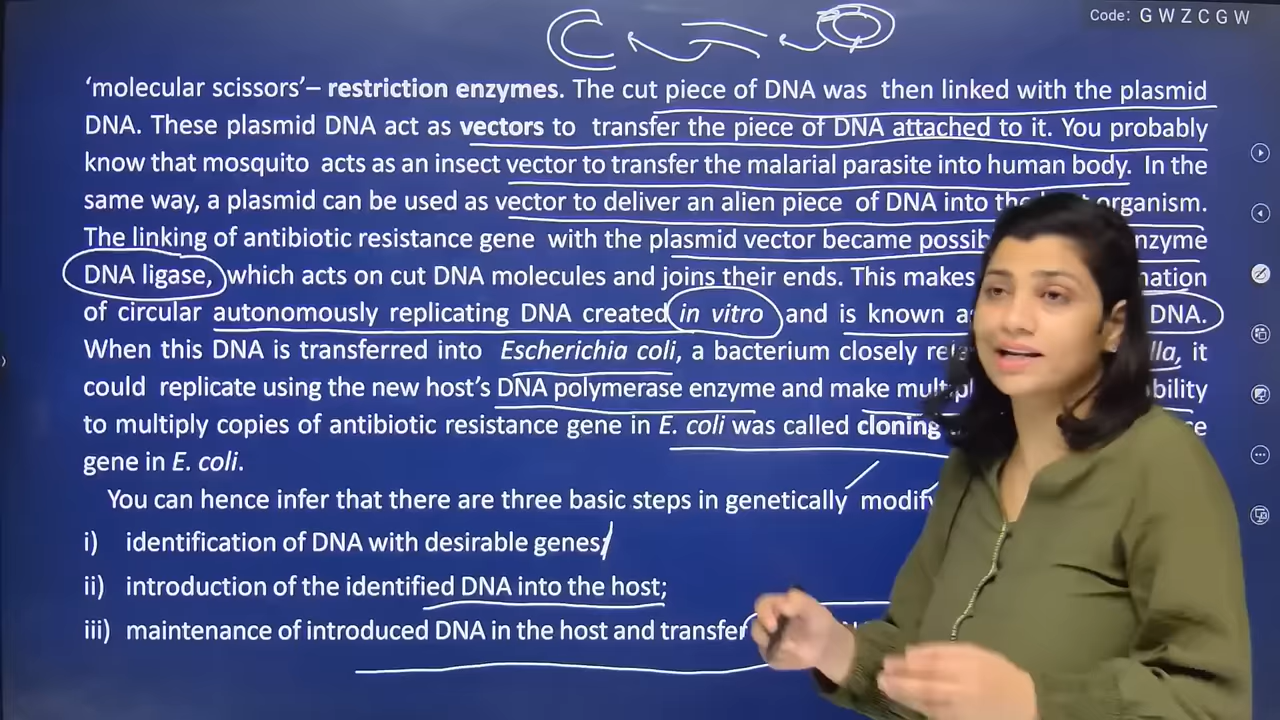 Code: G W Z C G W
‘molecular scissors’– restriction enzymes. The cut piece of DNA was then linked with the plasmid
DNA. These plasmid DNA act as vectors to transfer the piece of DNA attached to it. You probably
know that mosquito acts as an insect vector to transfer the malarial parasite into human body. In the
same way, a plasmid can be used as vector to deliver an alien piece of DNA into the organism.
The linking of antibiotic resistance gene with the plasmid vector became
DNA ligase, which acts on cut DNA molecules and joins their ends. This makes
of circular autonomously replicating DNA created in vitro and is known DNA.
When this DNA is transferred into Escherichia coli, a bacterium closely it
could replicate using the new host’s DNA polymerase enzyme and make
to multiply copies of antibiotic resistance gene in E. coli was called cloning
gene in E. coli.
You can hence infer that there are three basic steps in genetically
i) identification of DNA with desirable genes;
ii) introduction of the identified DNA into the host;
iii) maintenance of introduced DNA in the host and transfer